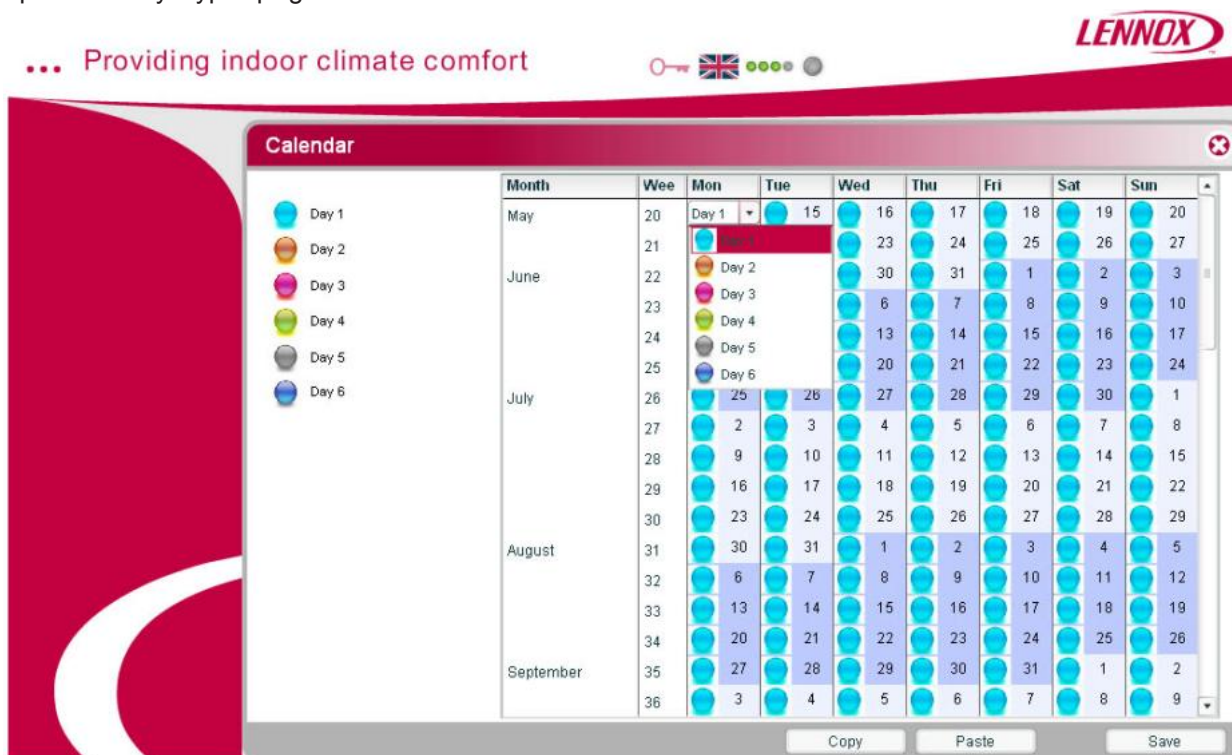 LENNOX
... Providing indoor climate comfort
Calendar
Day 1
Day 2
Day 3
Day 4
Day 5
Day 6
Month Wee Mon Tue Wed Thu Fri Sat Sun
May 20 Day 1 15 16 17 18 19 20
21 23 24 25 26 27
June 22 Day 2 30 31 1 2 3
23 Day 3 6 7 8 9 10
24 Day 4 13 14 15 16 17
Day 5
25 Day 6 20 21 22 23 24
July 26 25 26 27 28 29 30 1
27 2 3 4 5 6 7 8
28 9 10 11 12 13 14 15
29 16 17 18 19 20 21 22
30 23 24 25 26 27 28 29
August 31 30 31 1 2 3 4 5
32 6 7 8 9 10 11 12
33 13 14 15 16 17 18 19
34 20 21 22 23 24 25 26
September 35 27 28 29 30 31 1 2
36 3 4 5 6 7 8 9
Copy Paste Save